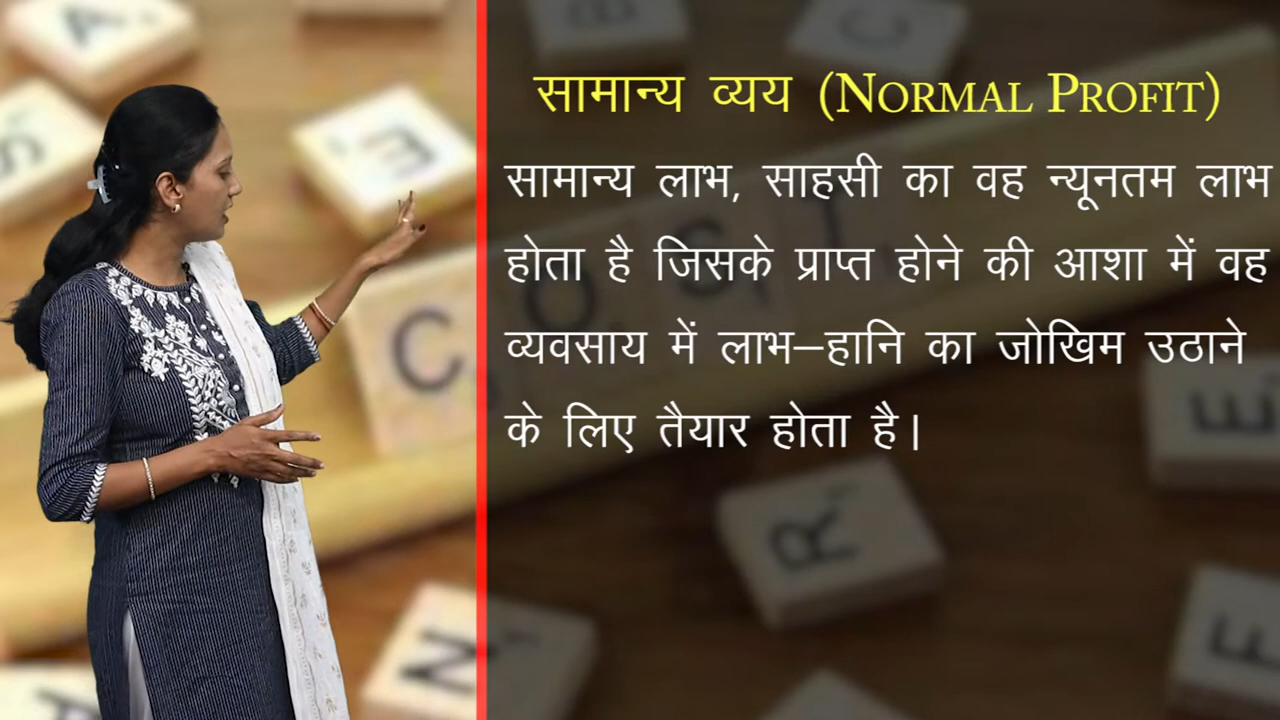 सामान्य व्यय (NORMAL PROFIT)
सामान्य लाभ, साहसी का वह न्यूनतम लाभ
होता है जिसके प्राप्त होने की आशा में वह
व्यवसाय में लाभ–हानि का जोखिम उठाने
के लिए तैयार होता है।